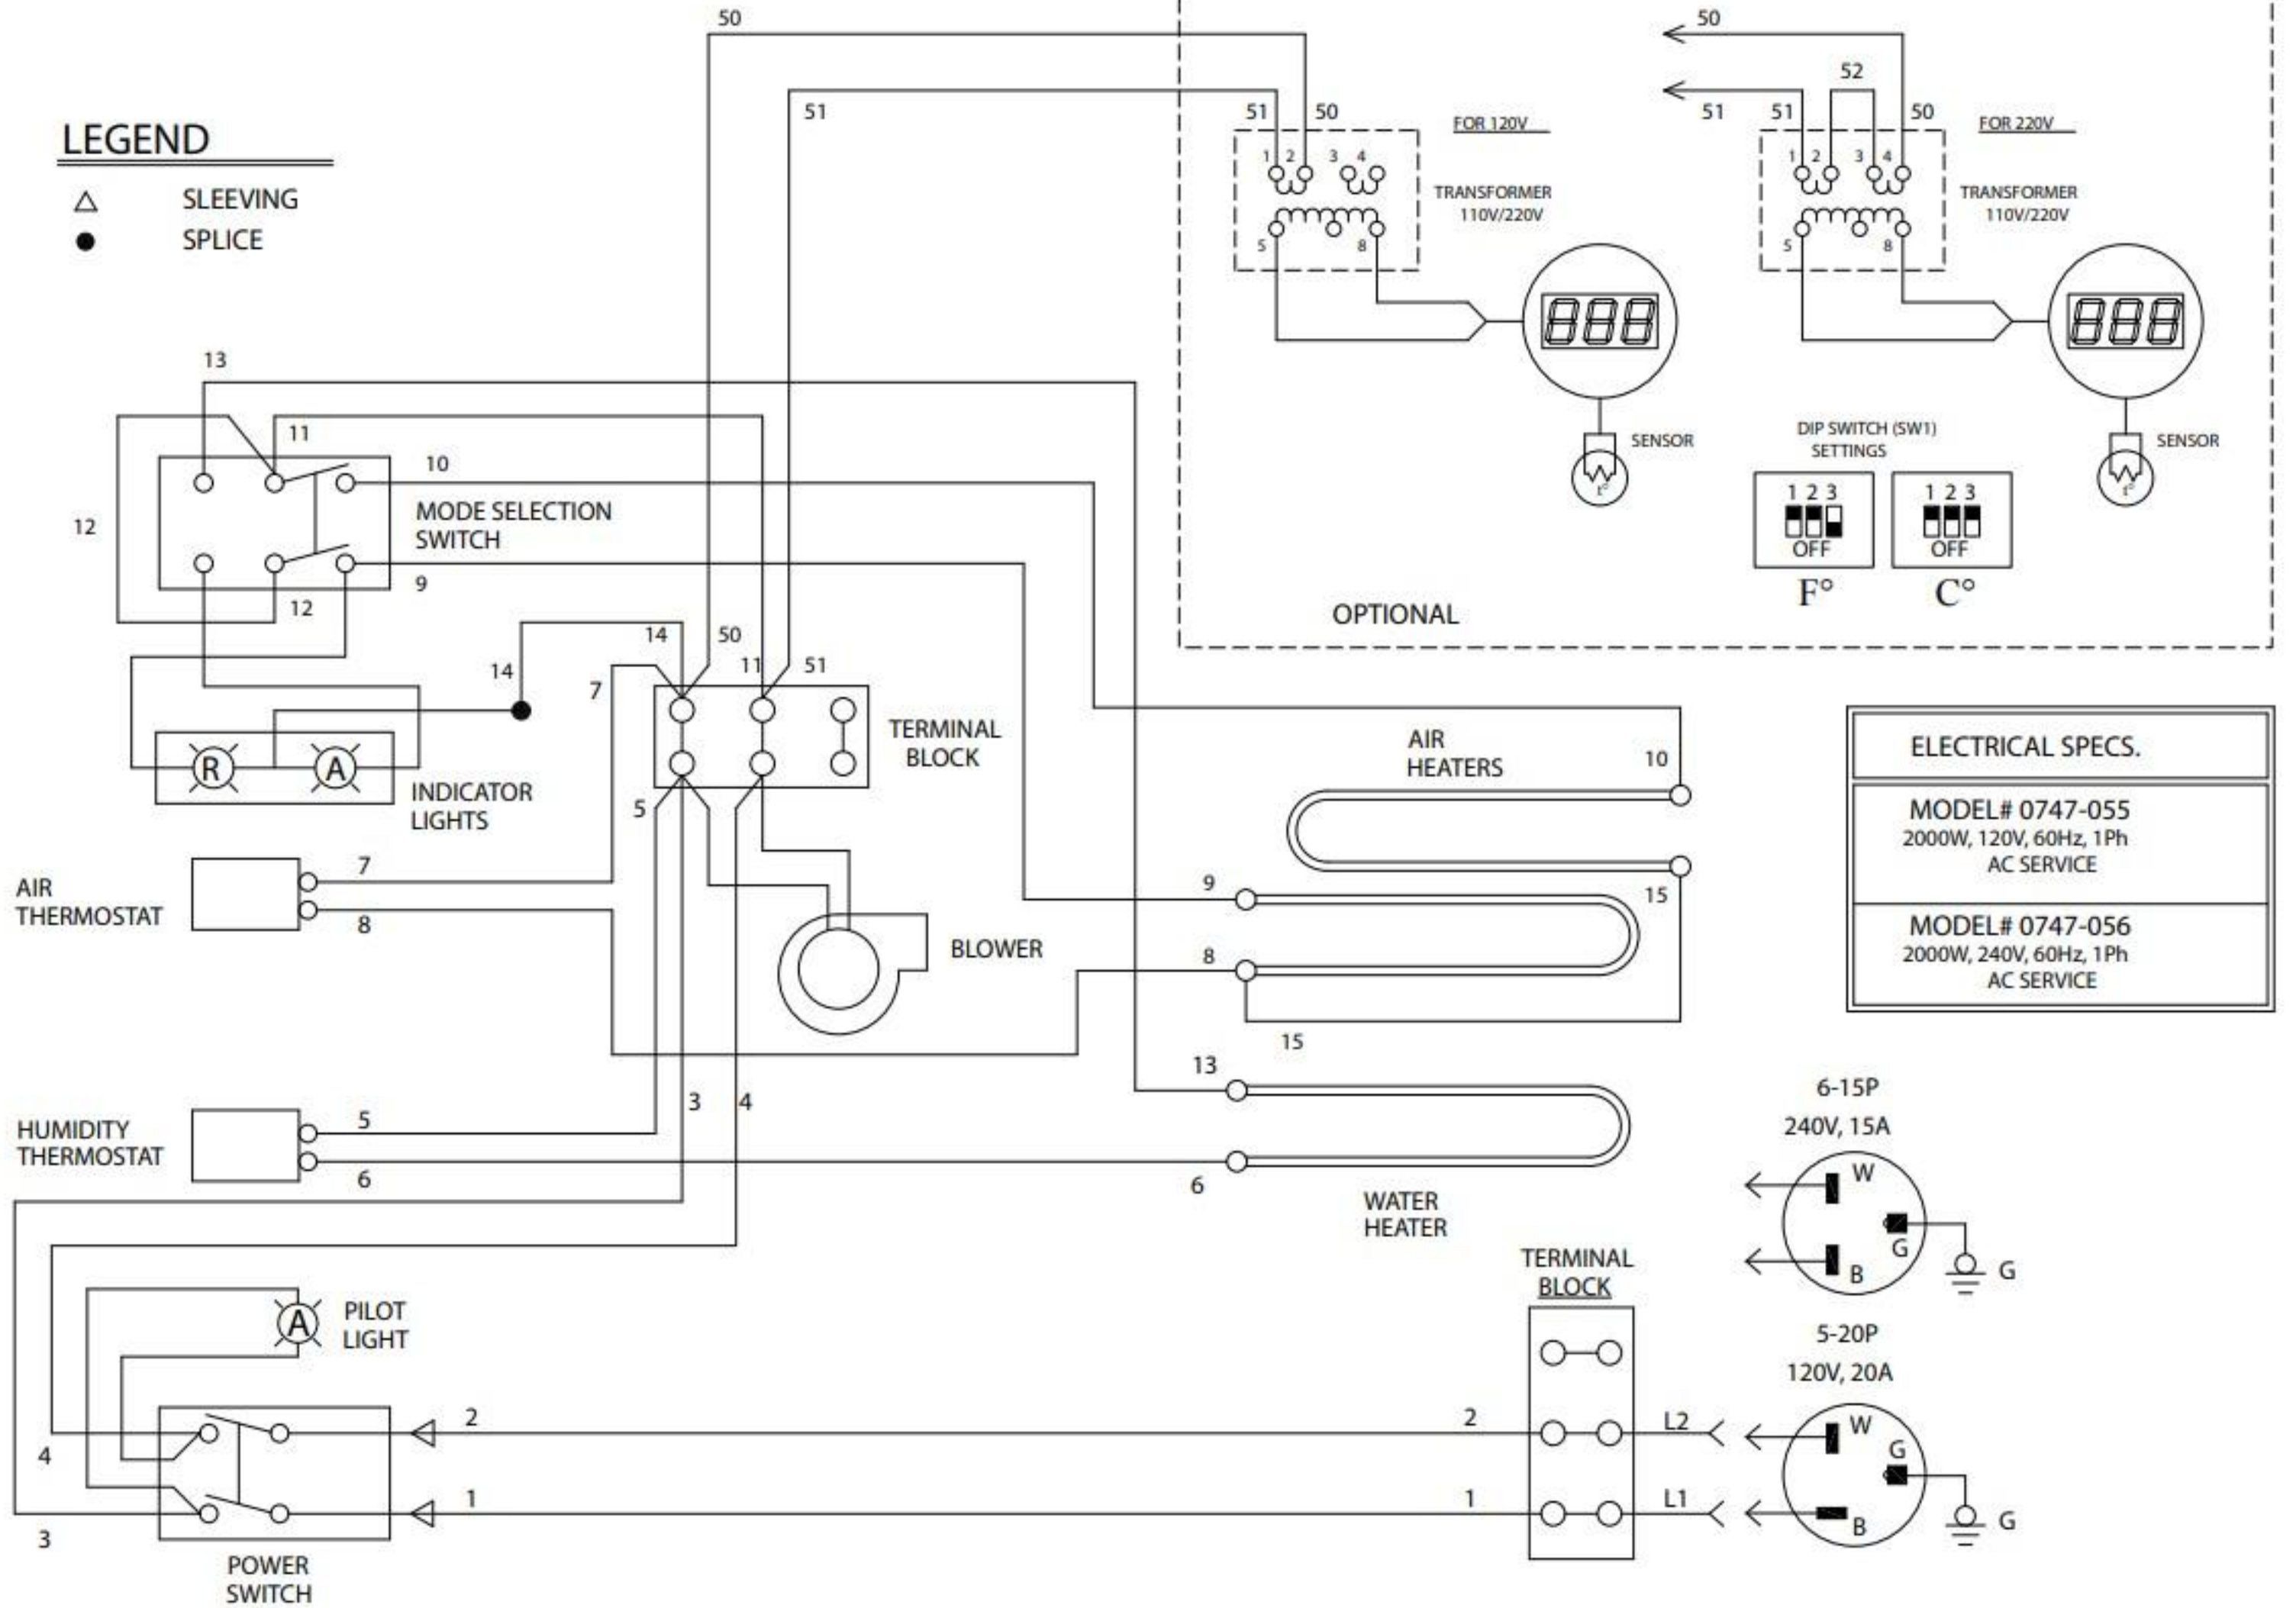 50
50
52
51
51
50
51
51
50
FOR 120V
FOR 220V
LEGEND
SLEEVING
SPLICE
1 2 3 4
TRANSFORMER
110V/220V
5 8
1 2 3 4
TRANSFORMER
110V/220V
5 8
888
888
SENSOR
t°
SENSOR
t°
DIP SWITCH (SW1)
SETTINGS
1 2 3
OFF
F°
1 2 3
OFF
C°
OPTIONAL
13
11
10
12
MODE SELECTION
SWITCH
9
12
14
14
50
7
11
51
TERMINAL
BLOCK
R
A
INDICATOR
LIGHTS
5
AIR
THERMOSTAT
7
8
BLOWER
AIR
HEATERS
10
15
9
8
15
ELECTRICAL SPECS.
MODEL# 0747-055
2000W, 120V, 60Hz, 1Ph
AC SERVICE
MODEL# 0747-056
2000W, 240V, 60Hz, 1Ph
AC SERVICE
HUMIDITY
THERMOSTAT
5
6
3
4
13
6
WATER
HEATER
6-15P
240V, 15A
W
G
B
G
5-20P
120V, 20A
W
G
B
G
TERMINAL
BLOCK
A
PILOT
LIGHT
4
2
2
L2
3
1
1
L1
POWER
SWITCH